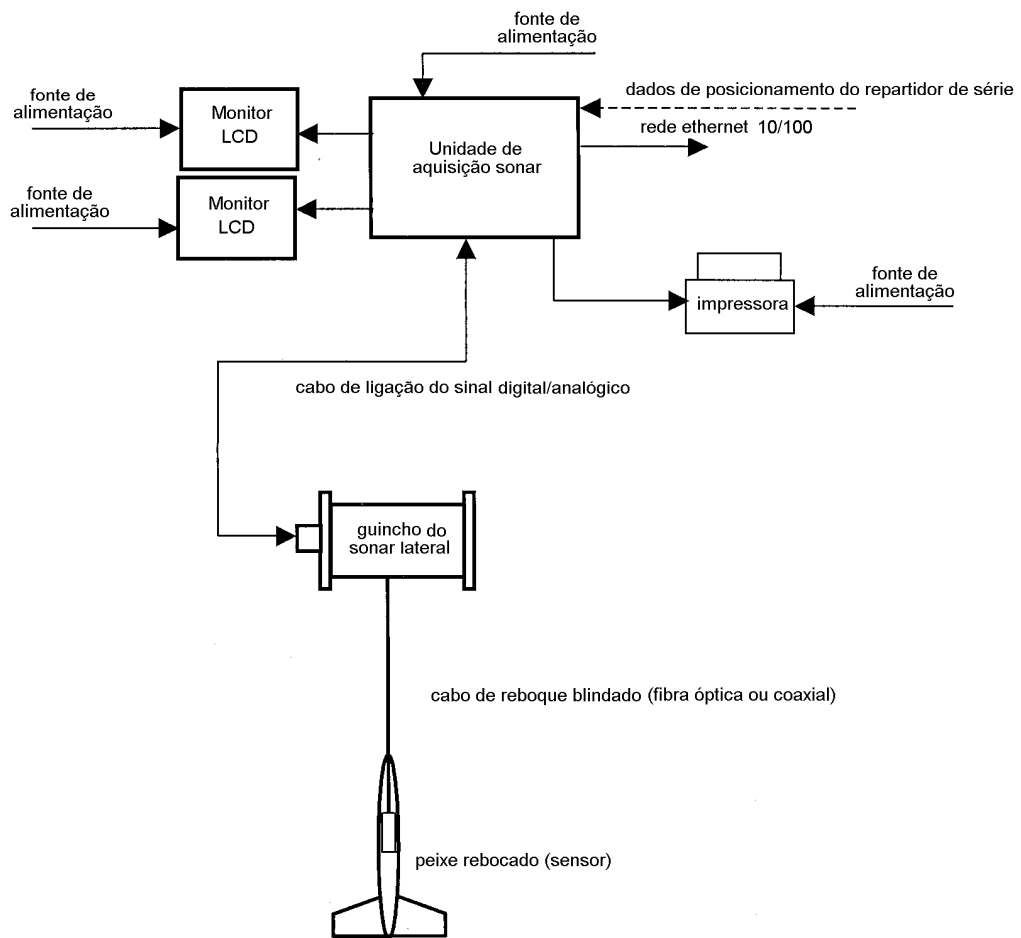 fonte de
alimentação
fonte de
alimentação
Monitor
LCD
Unidade de
aquisição sonar
dados de posicionamento do repartidor de série
rede ethernet 10/100
fonte de
alimentação
Monitor
LCD
impressora
fonte de
alimentação
cabo de ligação do sinal digital/analógico
guincho do
sonar lateral
cabo de reboque blindado (fibra óptica ou coaxial)
peixe rebocado (sensor)